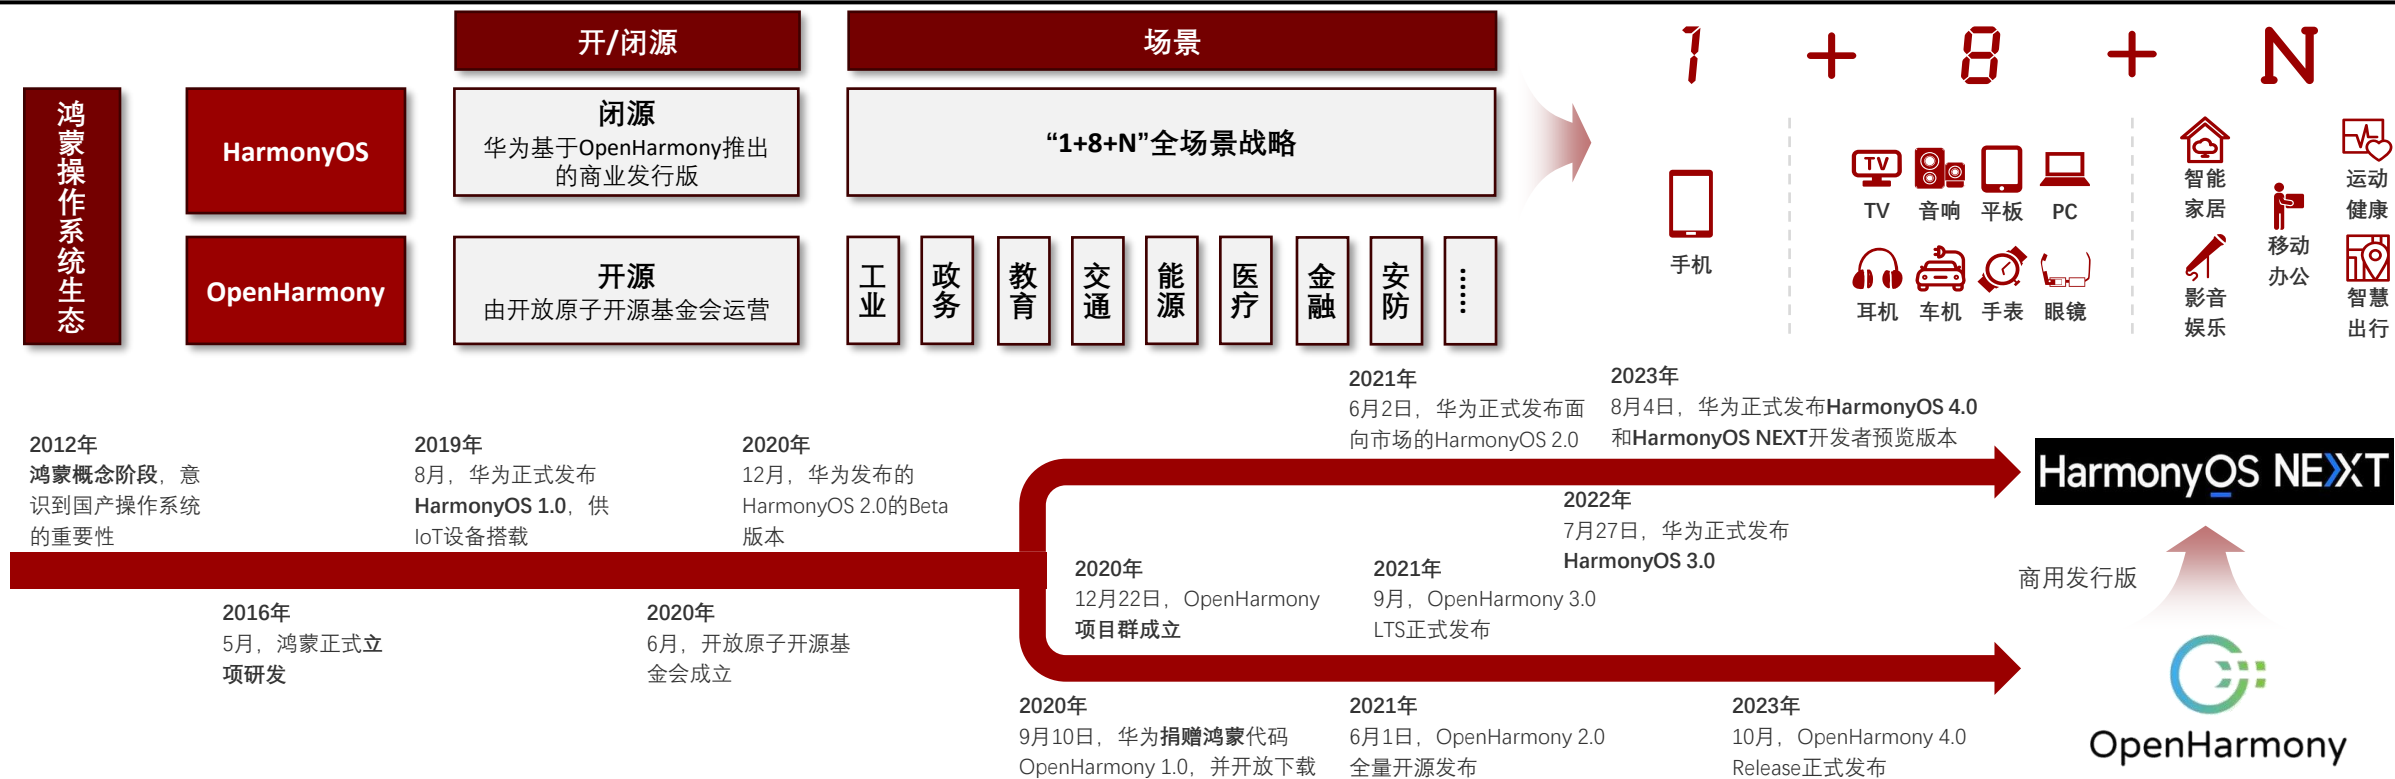 开/闭源
场景
1 + 8 + N
鸿蒙操作系统生态
HarmonyOS
闭源
华为基于OpenHarmony推出
的商业发行版
“1+8+N”全场景战略
OpenHarmony
开源
由开放原子开源基金会运营
工业
政务
教育
交通
能源
医疗
金融
安防
……
手机
TV
TV
音响
平板
PC
耳机
车机
手表
眼镜
智能
家居
运动
健康
移动
办公
影音
娱乐
智慧
出行
2012年
鸿蒙概念阶段，意
识到国产操作系统
的重要性
2016年
5月，鸿蒙正式立
项研发
2019年
8月，华为正式发布
HarmonyOS 1.0，供
IoT设备搭载
2020年
6月，开放原子开源基
金会成立
2020年
12月，华为发布的
HarmonyOS 2.0的Beta
版本
2021年
6月2日，华为正式发布面
向市场的HarmonyOS 2.0
2023年
8月4日，华为正式发布HarmonyOS 4.0
和HarmonyOS NEXT开发者预览版本
2022年
7月27日，华为正式发布
HarmonyOS 3.0
2020年
12月22日，OpenHarmony
项目群成立
2021年
9月，OpenHarmony 3.0
LTS正式发布
2020年
9月10日，华为捐赠鸿蒙代码
OpenHarmony 1.0，并开放下载
2021年
6月1日，OpenHarmony 2.0
全量开源发布
2023年
10月，OpenHarmony 4.0
Release正式发布
HarmonyOS NEXT
商用发行版
OpenHarmony